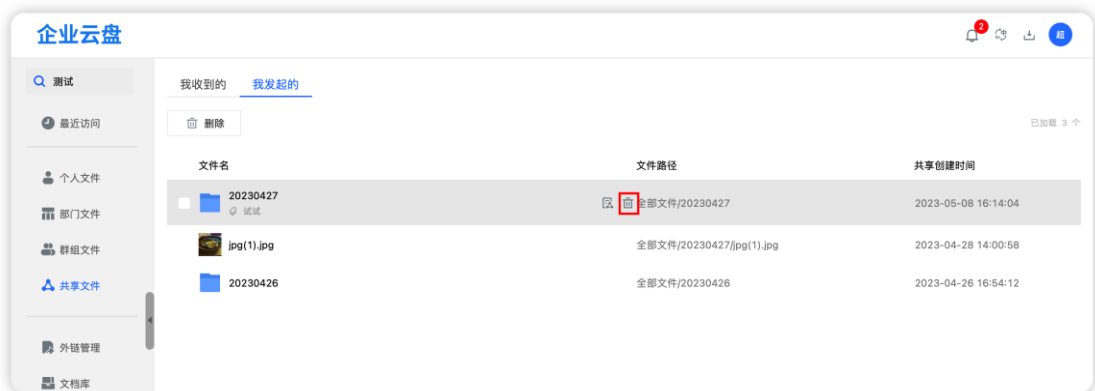 企业云盘
2
超
测试
我收到的 我发起的
最近访问
删除
已加载 3 个
文件名 文件路径 共享创建时间
个人文件
20230427
试试
全部文件/20230427
2023-05-08 16:14:04
部门文件
群组文件
jpg(1).jpg 全部文件/20230427/jpg(1).jpg 2023-04-28 14:00:58
共享文件
20230426 全部文件/20230426 2023-04-26 16:54:12
外链管理
文档库